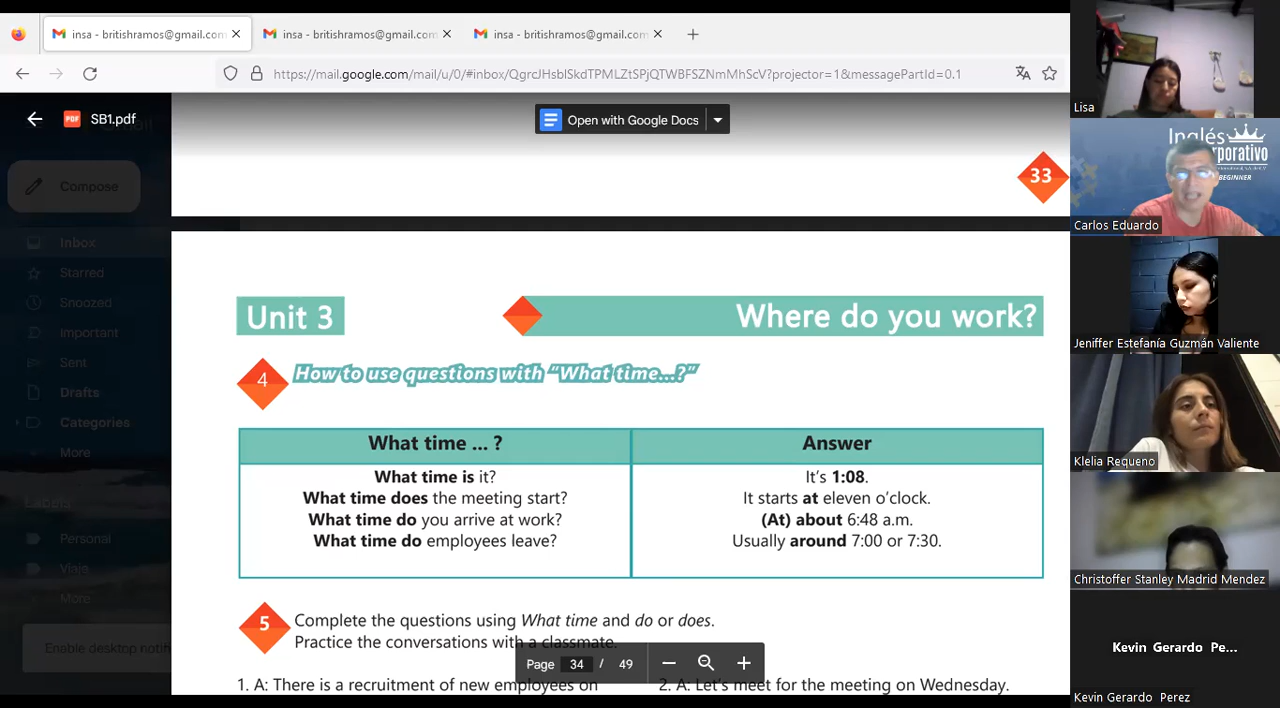 insa - britishramos@gmail.com
insa - britishramos@gmail.com
insa - britishramos@gmail.com
https://mail.google.com/mail/u/0/#inbox/QgrcJHsblSkdTPMLZtSPjQTWBFSZNmMhScV?projector=1&messagePartId=0.1
PDF SB1.pdf
Open with Google Docs
Compose
Inbox
Starred
Snoozed
Important
Sent
Drafts
Categories
More
Labels
Personal
More
Enable desktop notifi
33
Unit 3
Where do you work?
4 How to use questions with “What time...?”
What time ... ? Answer
What time is it? It’s 1:08.
What time does the meeting start? It starts at eleven o’clock.
What time do you arrive at work? (At) about 6:48 a.m.
What time do employees leave? Usually around 7:00 or 7:30.
5 Complete the questions using What time and do or does.
Practice the conversations with a classmate.
1. A: There is a recruitment of new employees on
2. A: Let’s meet for the meeting on Wednesday.
Page 34 / 49
Lisa
Inglés
rporativo
BEGINNER
Carlos Eduardo
Jeniffer Estefanía Guzmán Valiente
Klelia Requeno
Christoffer Stanley Madrid Mendez
Kevin Gerardo Pe...
Kevin Gerardo Perez